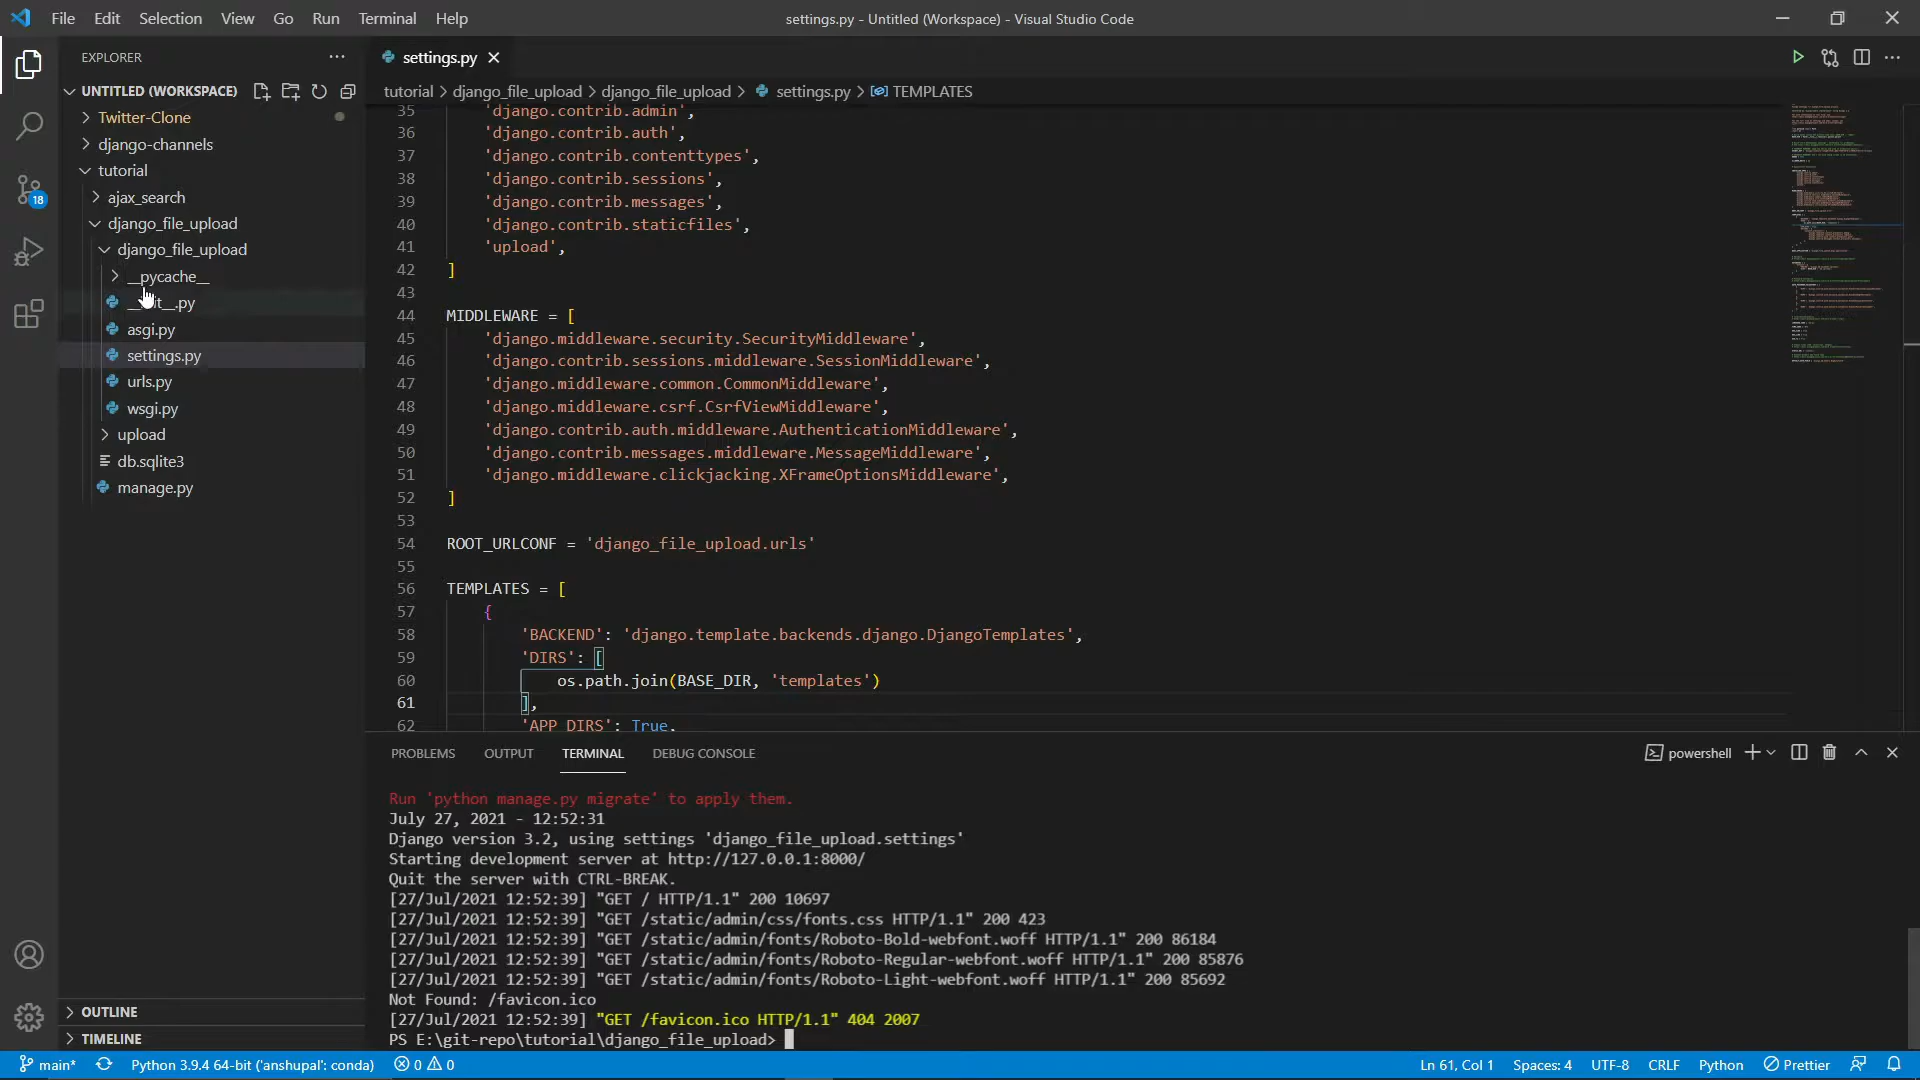 File Edit Selection View Go Run Terminal Help
settings.py - Untitled (Workspace) - Visual Studio Code
EXPLORER
UNTITLED (WORKSPACE)
Twitter-Clone
django-channels
tutorial
ajax_search
django_file_upload
django_file_upload
__pycache__
asgi.py
settings.py
urls.py
wsgi.py
upload
db.sqlite3
manage.py
OUTLINE
TIMELINE
18
settings.py
tutorial > django_file_upload > django_file_upload > settings.py > TEMPLATES
35 'django.contrib.admin',
36 'django.contrib.auth',
37 'django.contrib.contenttypes',
38 'django.contrib.sessions',
39 'django.contrib.messages',
40 'django.contrib.staticfiles',
41 'upload',
42 ]
43
44 MIDDLEWARE = [
45 'django.middleware.security.SecurityMiddleware',
46 'django.contrib.sessions.middleware.SessionMiddleware',
47 'django.middleware.common.CommonMiddleware',
48 'django.middleware.csrf.CsrfViewMiddleware',
49 'django.contrib.auth.middleware.AuthenticationMiddleware',
50 'django.contrib.messages.middleware.MessageMiddleware',
51 'django.middleware.clickjacking.XFrameOptionsMiddleware',
52 ]
53
54 ROOT_URLCONF = 'django_file_upload.urls'
55
56 TEMPLATES = [
57 {
58 'BACKEND': 'django.template.backends.django.DjangoTemplates',
59 'DIRS': [
60 os.path.join(BASE_DIR, 'templates')
61 ],
62 'APP_DIRS': True,
PROBLEMS OUTPUT TERMINAL DEBUG CONSOLE
powershell
Run 'python manage.py migrate' to apply them.
July 27, 2021 - 12:52:31
Django version 3.2, using settings 'django_file_upload.settings'
Starting development server at http://127.0.0.1:8000/
Quit the server with CTRL-BREAK.
[27/Jul/2021 12:52:39] "GET / HTTP/1.1" 200 10697
[27/Jul/2021 12:52:39] "GET /static/admin/css/fonts.css HTTP/1.1" 200 423
[27/Jul/2021 12:52:39] "GET /static/admin/fonts/Roboto-Bold-webfont.woff HTTP/1.1" 200 86184
[27/Jul/2021 12:52:39] "GET /static/admin/fonts/Roboto-Regular-webfont.woff HTTP/1.1" 200 85876
[27/Jul/2021 12:52:39] "GET /static/admin/fonts/Roboto-Light-webfont.woff HTTP/1.1" 200 85692
Not Found: /favicon.ico
[27/Jul/2021 12:52:39] "GET /favicon.ico HTTP/1.1" 404 2007
PS E:\git-repo\tutorial\django_file_upload>
main* Python 3.9.4 64-bit ('anshupal': conda) 0 0
Ln 61, Col 1 Spaces: 4 UTF-8 CRLF Python Prettier